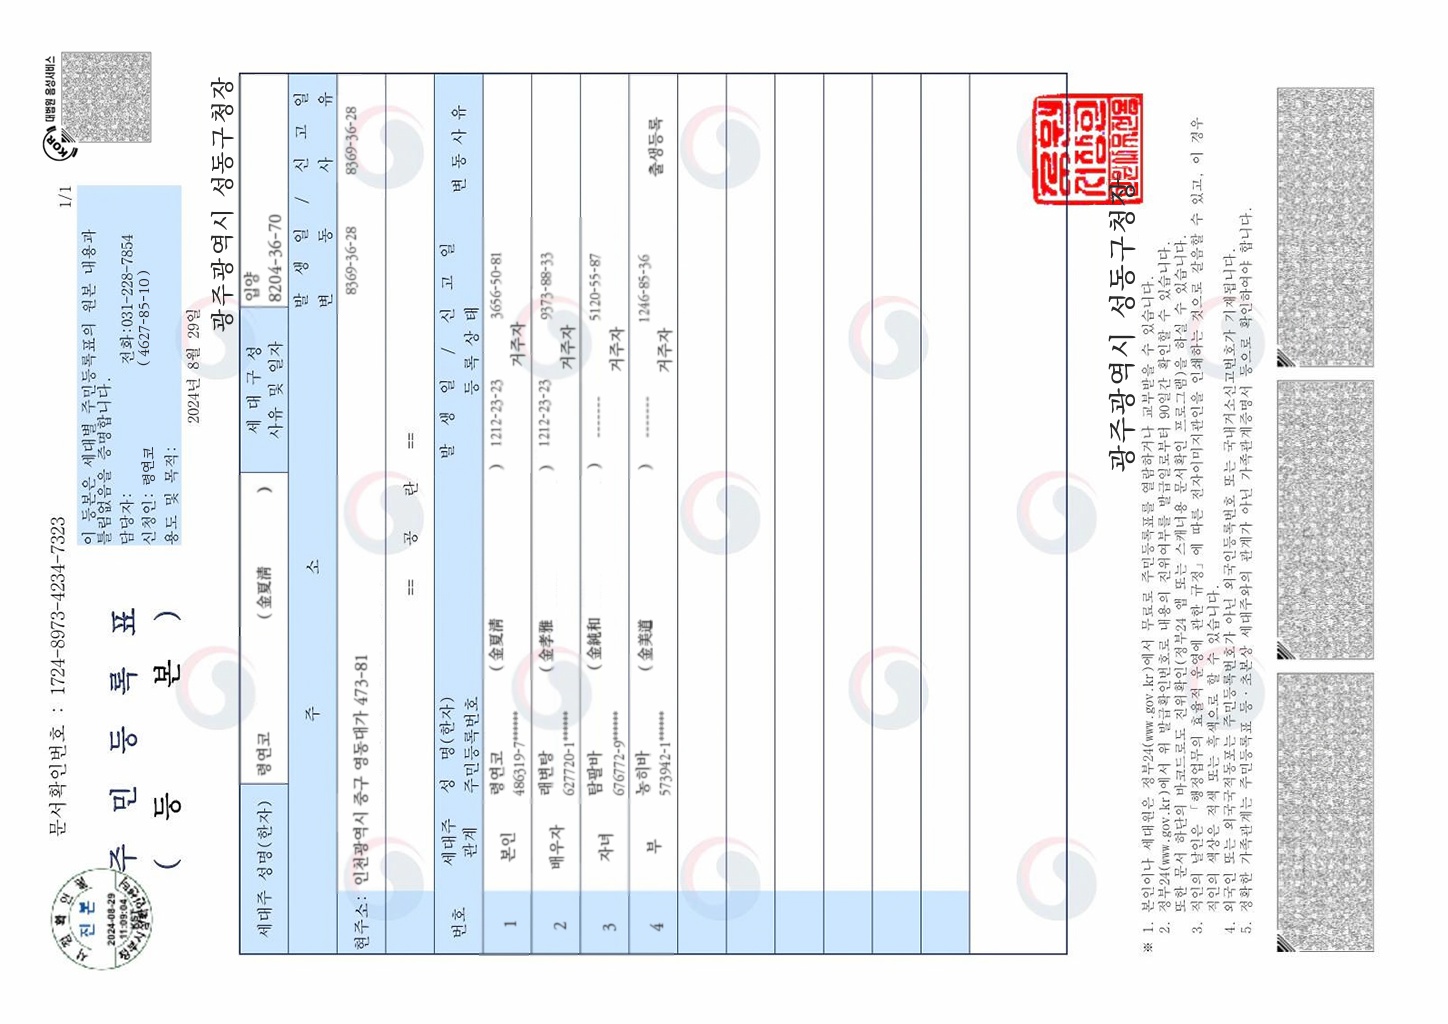 문서확인번호 : 1724-8973-4234-7323
1/1
대법원 음성서비스
KOR
주 민 등 록 표
( 등 본 )
이 등본은 세대별 주민등록표의 원본 내용과
틀림없음을 증명합니다.
담당자: 전화:031-228-7854
신청인: 령연코 (4627-85-10)
용도 및 목적:
2024년 8월 29일
광주광역시 성동구청장
시점확인필
진본
2024-08-29
11:09:04
KST
세대주 성명(한자) 령연코 (金夏淸 )
세 대 구 성
사유 및 일자
입양
8204-36-70
주 소
발 생 일 / 신 고 일
변 동 사 유
현주소: 인천광역시 중구 영동대가 473-81 8369-36-28 8369-36-28
== 공 란 ==
번호
세대주
관계
성 명(한자)
주민등록번호
발 생 일 / 신 고 일
등 록 상 태
변 동 사 유
1 본인 령연코 (金夏淸 ) 1212-23-23 3656-50-81
486319-7****** 거주자
2 배우자 래변탕 (金孝雅 ) 1212-23-23 9373-88-33
627720-1****** 거주자
3 자녀 탐팔바 (金純和 ) ------- 5120-55-87
676772-9****** 거주자
4 부 농히바 (金美道 ) ------- 1246-85-36 출생등록
573942-1****** 거주자
광주광역시 성동구청장
※ 1. 본인이나 세대원은 정부24(www.gov.kr)에서 무료로 주민등록표를 열람하거나 교부받을 수 있습니다.
2. 정부24(www.gov.kr)에서 위 발급확인번호로 내용의 진위여부를 발급일로부터 90일간 확인할 수 있습니다.
또한 문서 하단의 바코드로도 진위확인(정부24 앱 또는 스캐너용 문서확인 프로그램)을 하실 수 있습니다.
3. 직인의 날인은 「행정업무의 효율적 운영에 관한 규정」에 따른 전자이미지관인을 인쇄하는 것으로 갈음할 수 있고, 이 경우
직인의 색상은 적색 또는 흑색으로 할 수 있습니다.
4. 외국인 또는 외국국적동포는 주민등록번호가 아닌 외국인등록번호 또는 국내거소신고번호가 기재됩니다.
5. 정확한 가족관계는 주민등록표 등·초본상 세대주와의 관계가 아닌 가족관계증명서 등으로 확인하여야 합니다.